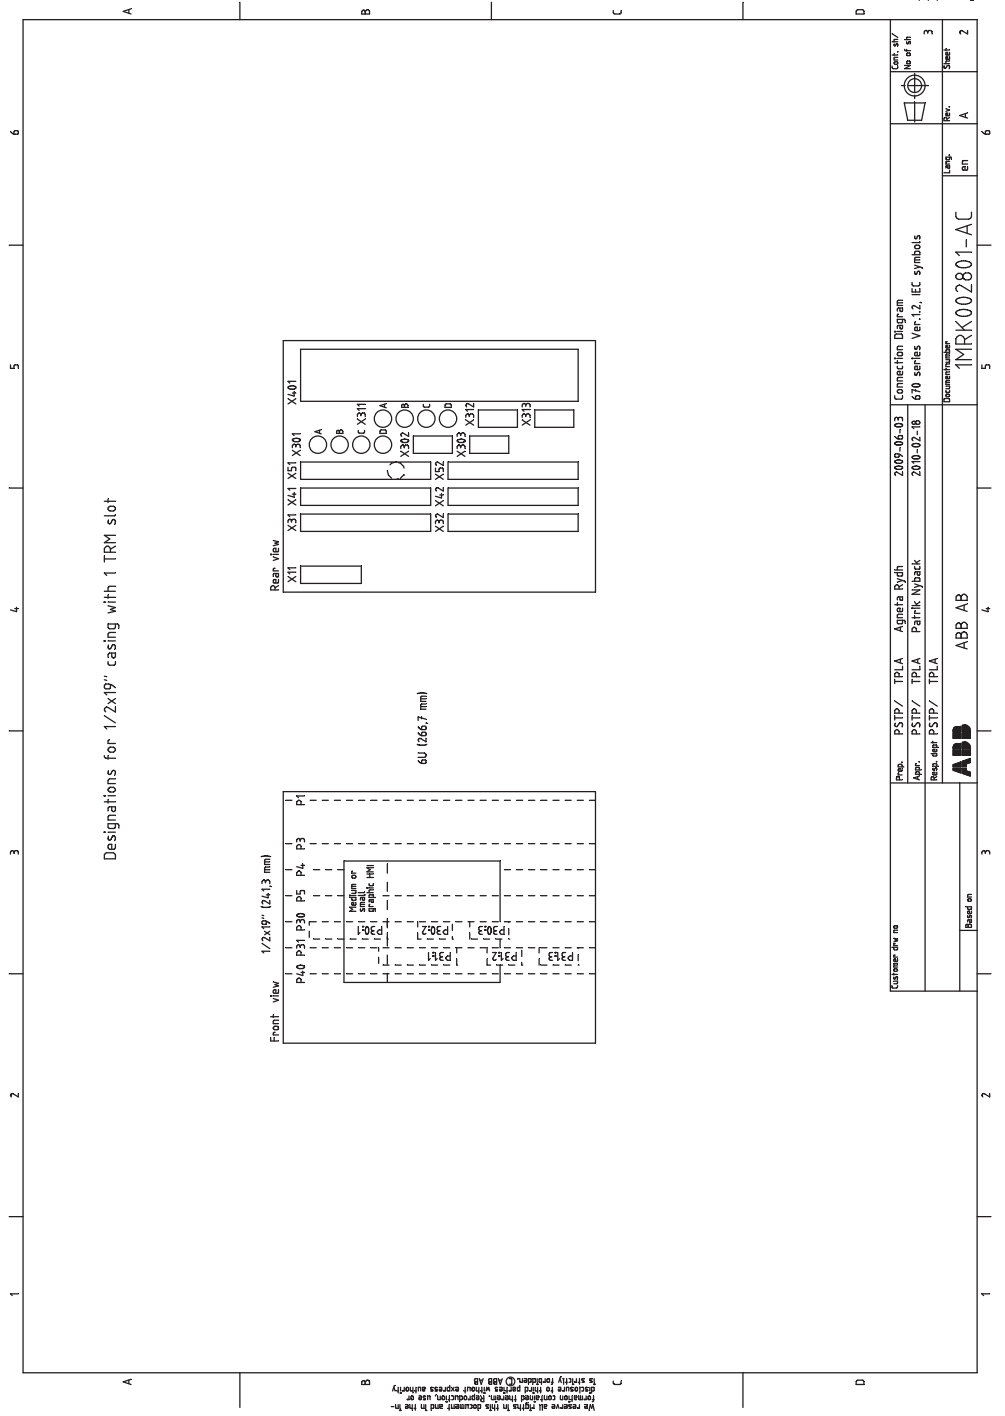 A B C D
6
5
4
3
2
1
Designations for 1/2x19" casing with 1 TRM slot
Front view
1/2x19" (241,3 mm)
P40 P31 P30 P5 P4 P3 P1
Medium or
small
graphic HMI
P30:1 P30:2 P30:3
P31:1 P31:2 P31:3
6U (266,7 mm)
Rear view
X11 X31 X41 X51 X301 X401
A
B
C
D
X311
A
B
C
D
X302 X303
X312 X313
X32 X42 X52
We reserve all rights in this document and in the in-
formation contained therein. Reproduction, use or
disclosure to third parties without express authority
is strictly forbidden. © ABB AB
Customer drw no
Based on
Prep. PSTP/ TPLA Agneta Rydh 2009-06-03
Appr. PSTP/ TPLA Patrik Nyback 2010-02-18
Resp. dept PSTP/ TPLA
ABB
ABB AB
Connection Diagram
670 series Ver.1.2, IEC symbols
Documentnumber
1MRK002801-AC
Lang.
en
Rev.
A
Cont. sh/
No of sh
3
Sheet
2
1
2
3
4
5
6
A B C D